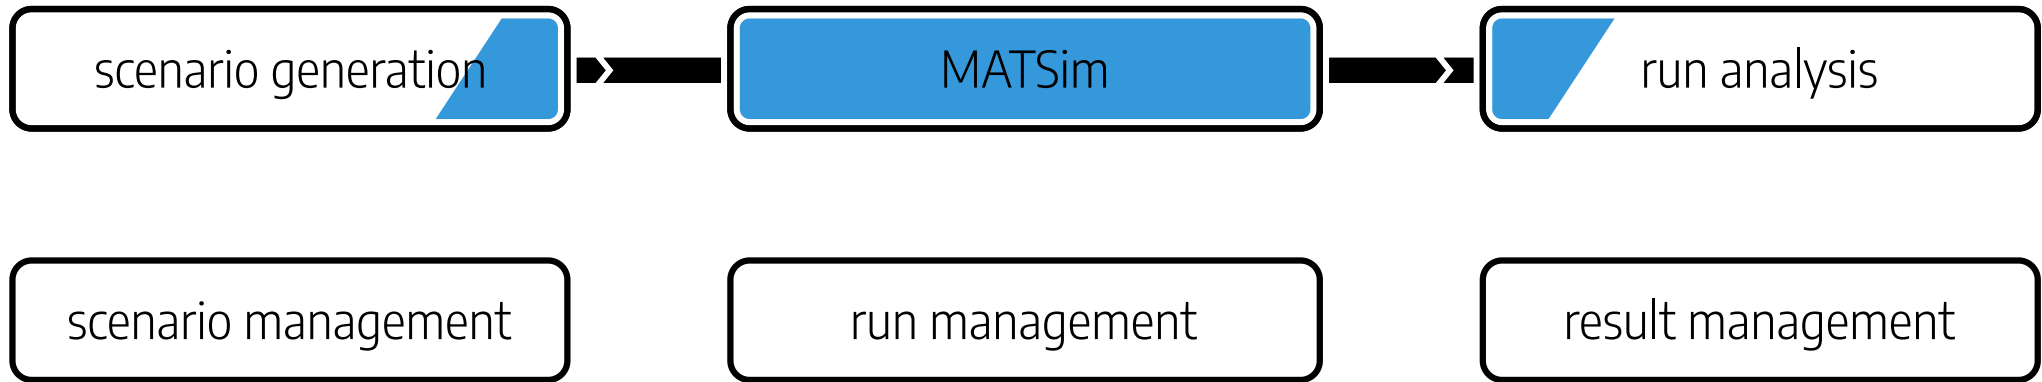 scenario generation
MATSim
run analysis
scenario management
run management
result management